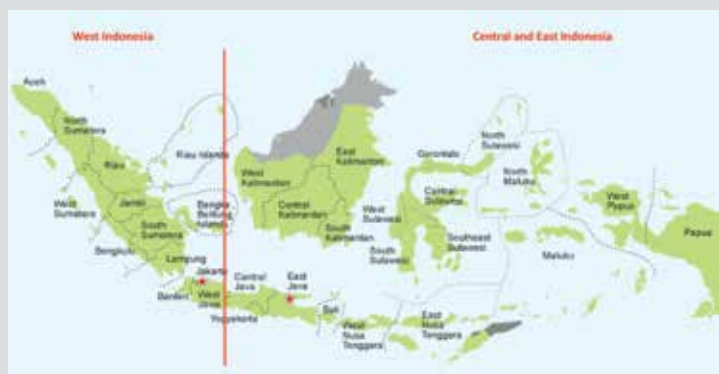 West Indonesia
Central and East Indonesia
Aceh
North
Sumatera
Riau
Riau Islands
West
Sumatera
Jambi
South
Sumatera
Bengkulu
Lampung
Bangka
Belitung
Islands
Jakarta
Banten
West
Java
Central
Java
Yogyakarta
East
Java
Bali
West
Nusa
Tenggara
East
Nusa
Tenggara
West
Kalimantan
Central
Kalimantan
East
Kalimantan
South
Kalimantan
West
Sulawesi
South
Sulawesi
Gorontalo
North
Sulawesi
Central
Sulawesi
Southeast
Sulawesi
North
Maluku
Maluku
West
Papua
Papua